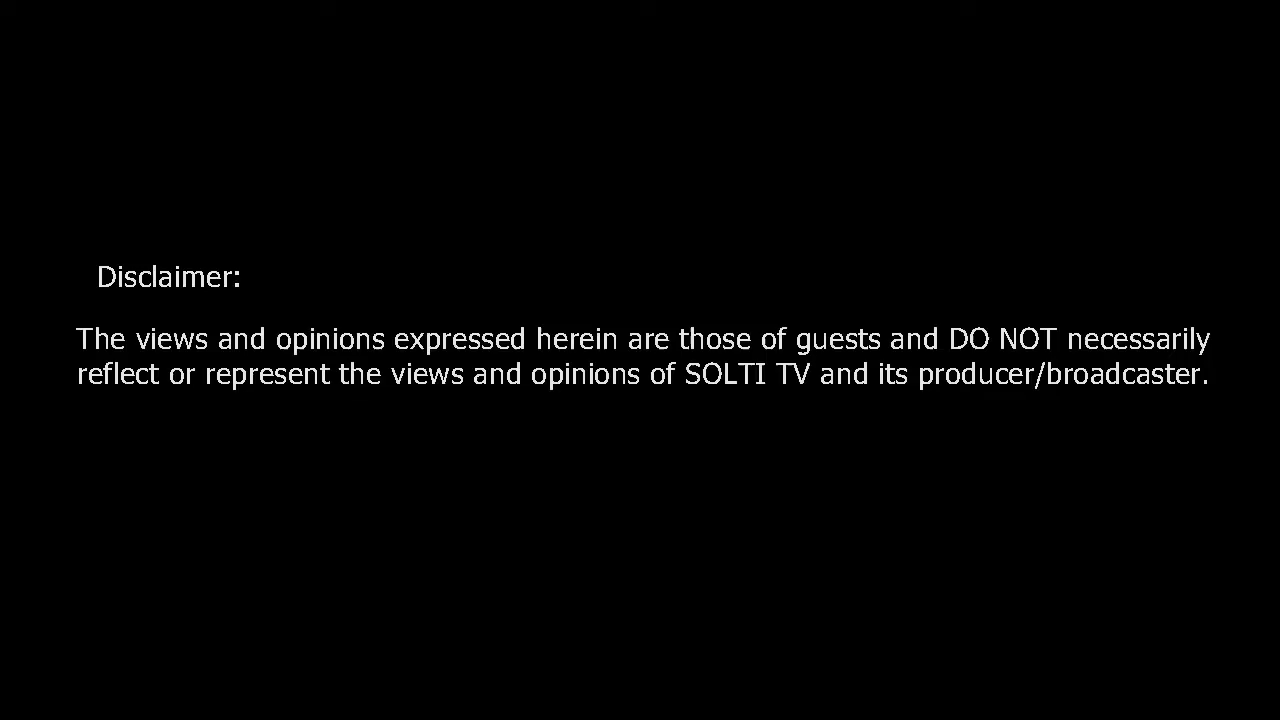 Disclaimer:
The views and opinions expressed herein are those of guests and DO NOT necessarily
reflect or represent the views and opinions of SOLTI TV and its producer/broadcaster.